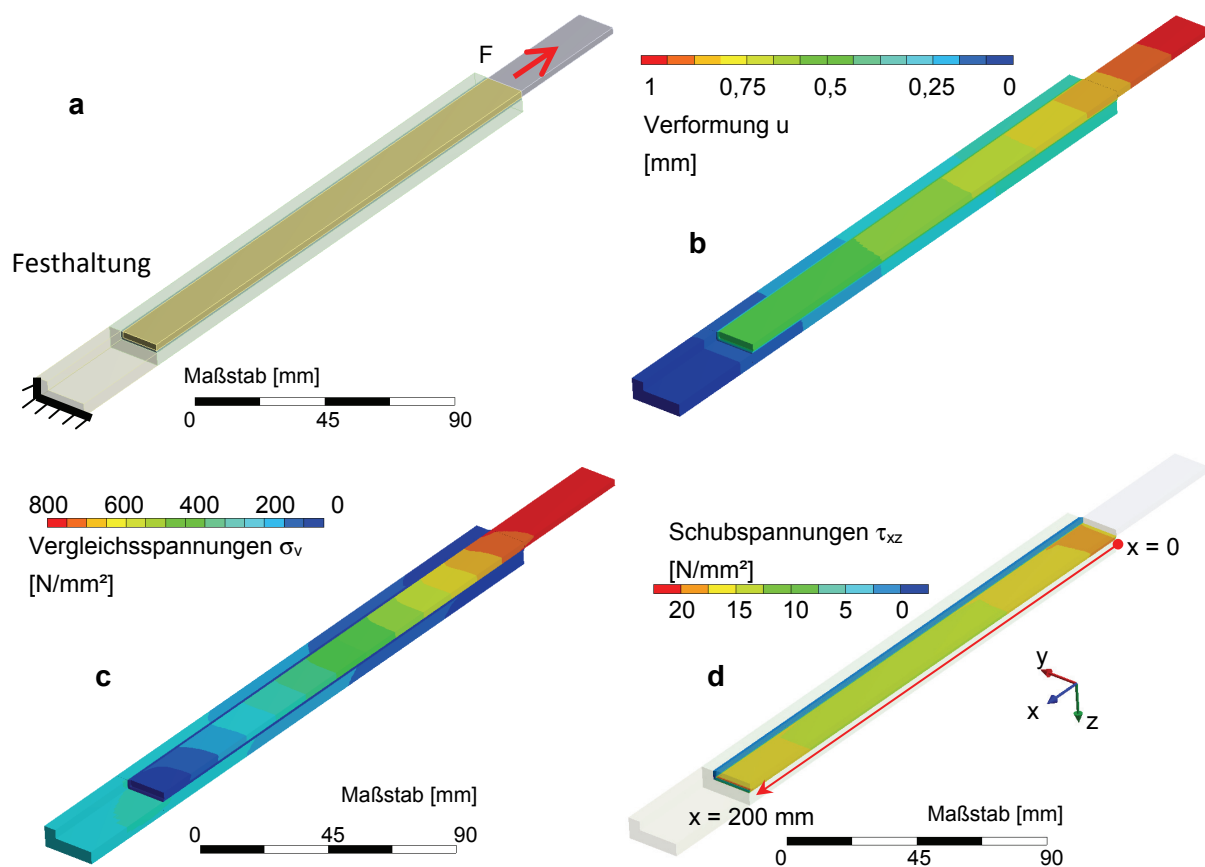 F
a
Festhaltung
Maßstab [mm]
0 45 90
1 0,75 0,5 0,25 0
Verformung u
[mm]
b
800 600 400 200 0
Vergleichsspannungen σv
[N/mm²]
c
Maßstab [mm]
0 45 90
Schubspannungen τxz
[N/mm²]
20 15 10 5 0
x = 0
d
y
x
z
x = 200 mm
Maßstab [mm]
0 45 90